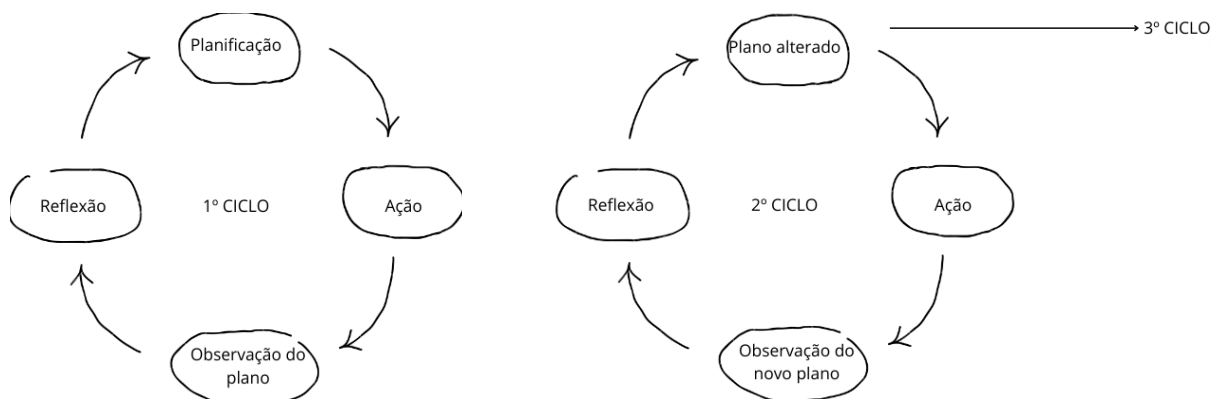 Planificação
Reflexão
1º CICLO
Ação
Observação do
plano
Plano alterado
3º CICLO
Reflexão
2º CICLO
Ação
Observação do
novo plano